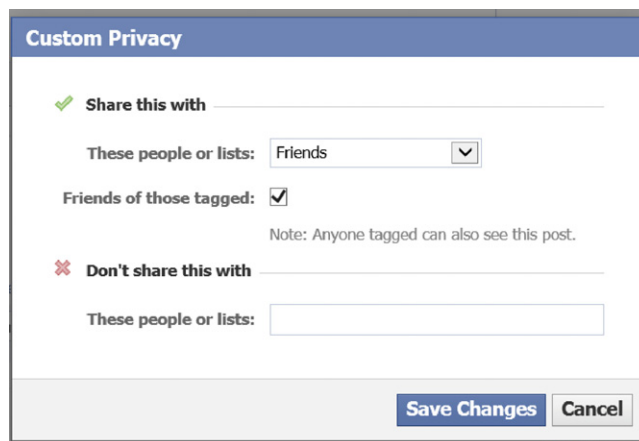 Custom Privacy
Share this with
These people or lists: Friends
Friends of those tagged:
Note: Anyone tagged can also see this post.
Don't share this with
These people or lists:
Save Changes Cancel